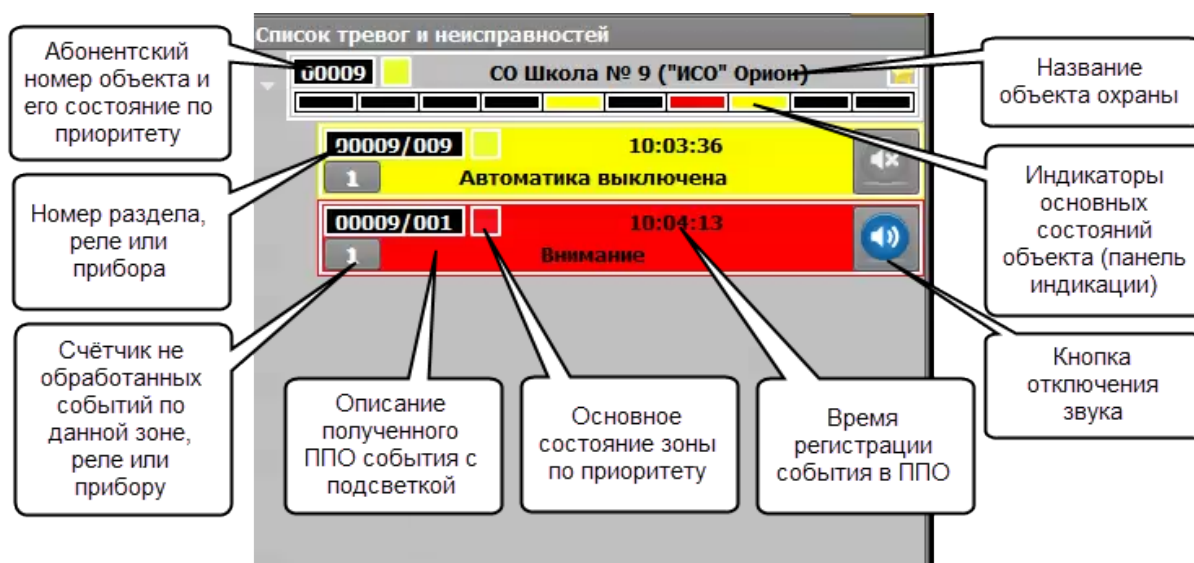 Список тревог и неисправностей
00009
СО Школа № 9 ("ИСО" Орион)
00009/009
10:03:36
1
Автоматика выключена
00009/001
10:04:13
1
Внимание
Абонентский
номер объекта и
его состояние по
приоритету
Номер раздела,
реле или
прибора
Счётчик не
обработанных
событий по
данной зоне,
реле или
прибору
Описание
полученного
ППО события с
подсветкой
Основное
состояние зоны
по приоритету
Время
регистрации
события в ППО
Название
объекта охраны
Индикаторы
основных
состояний
объекта (панель
индикации)
Кнопка
отключения
звука